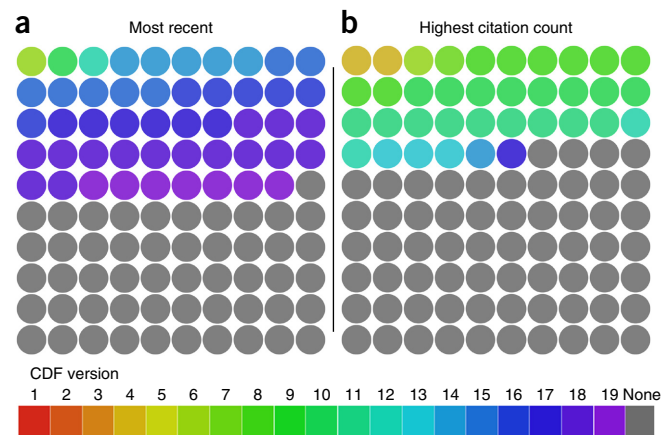 a
Most recent
b
Highest citation count
CDF version
1 2 3 4 5 6 7 8 9 10 11 12 13 14 15 16 17 18 19 None